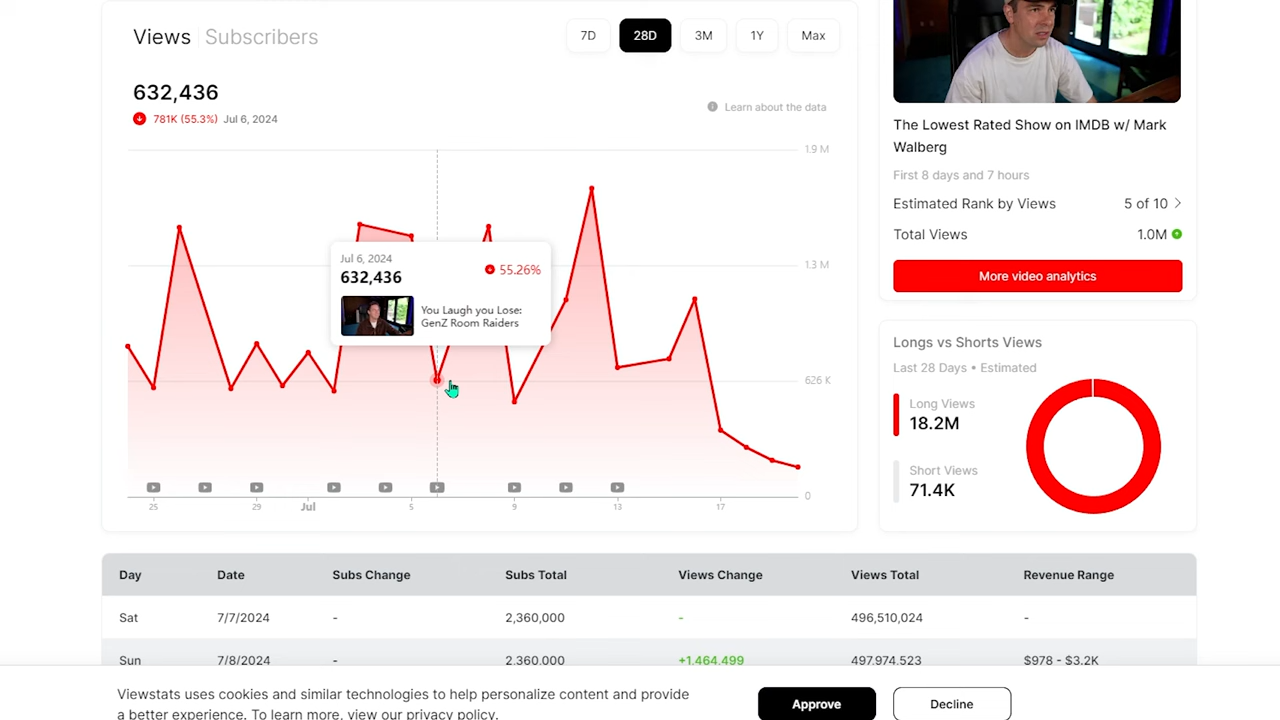 Views Subscribers
7D 28D 3M 1Y Max
632,436
781K (55.3%) Jul 6, 2024
Learn about the data
1.9 M
1.3 M
626 K
0
Jul 6, 2024
632,436
55.26%
You Laugh you Lose:
GenZ Room Raiders
25 29 Jul 5 9 13 17
The Lowest Rated Show on IMDB w/ Mark
Walberg
First 8 days and 7 hours
Estimated Rank by Views 5 of 10
Total Views 1.0M
More video analytics
Longs vs Shorts Views
Last 28 Days • Estimated
Long Views
18.2M
Short Views
71.4K
Day Date Subs Change Subs Total Views Change Views Total Revenue Range
Sat 7/7/2024 - 2,360,000 - 496,510,024 -
Sun 7/8/2024 - 2,360,000 +1,464,499 497,974,523 $978 - $3.2K
Viewstats uses cookies and similar technologies to help personalize content and provide
a better experience. To learn more, view our privacy policy.
Approve Decline